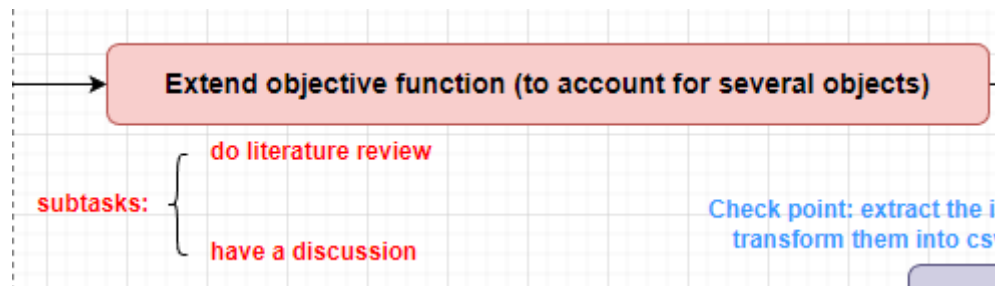 Extend objective function (to account for several objects)
do literature review
subtasks:
have a discussion
Check point: extract the
transform them into